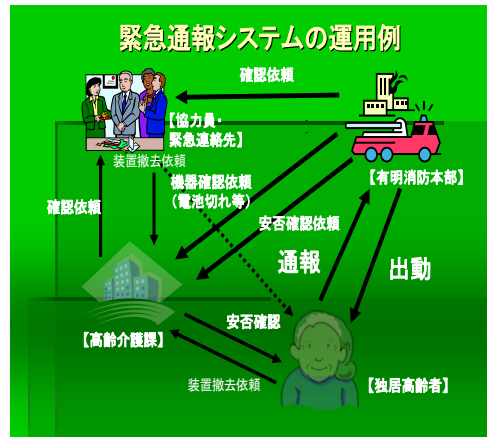 緊急通報システムの運用例
確認依頼
【協力員・
緊急連絡先】
装置撤去依頼
【有明消防本部】
機器確認依頼
（電池切れ等）
確認依頼
安否確認依頼
通報
出動
安否確認
【高齢介護課】
装置撤去依頼
【独居高齢者】